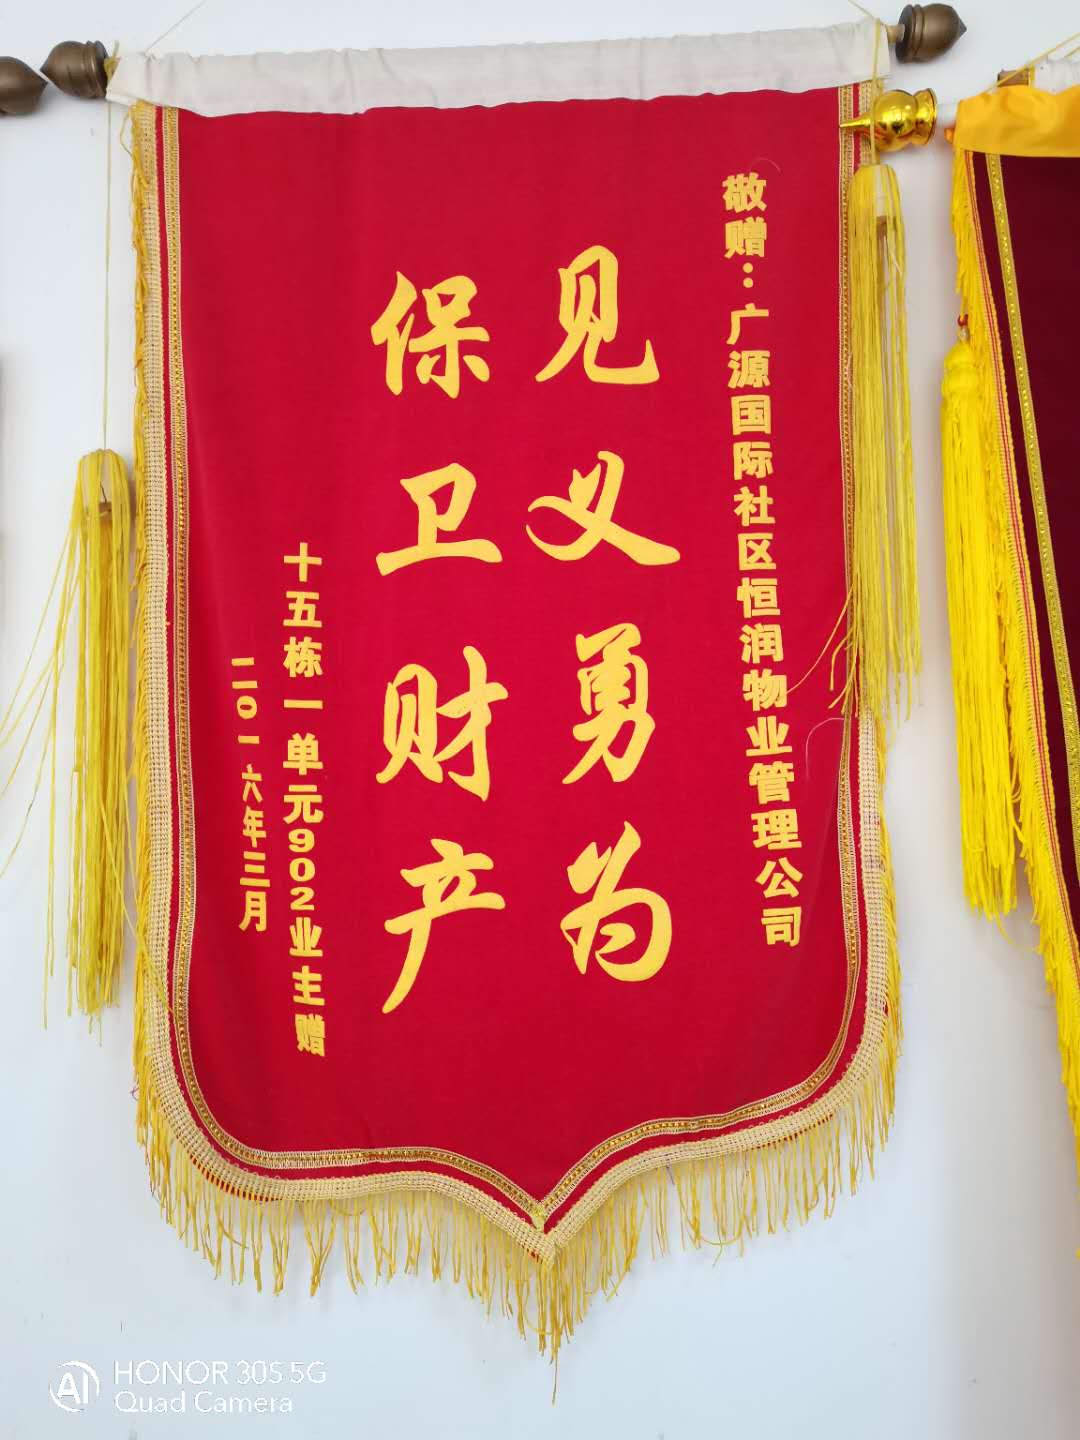 敬赠：广源国际社区恒润物业管理公司
见义勇为
保卫财产
十五栋一单元902业主赠
二〇一六年三月
HONOR 30S 5G
Quad Camera
AI